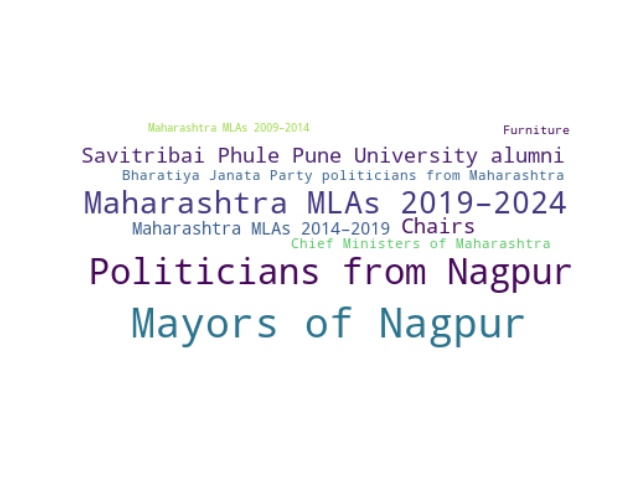 Maharashtra MLAs 2009–2014
Furniture
Savitribai Phule Pune University alumni
Bharatiya Janata Party politicians from Maharashtra
Maharashtra MLAs 2019–2024
Maharashtra MLAs 2014–2019
Chairs
Chief Ministers of Maharashtra
Politicians from Nagpur
Mayors of Nagpur